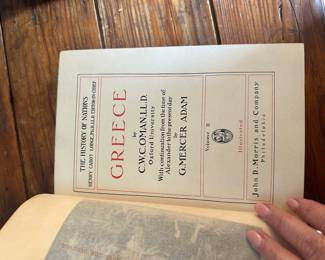 THE HISTORY OF NATIONS
HENRY CABOT LODGE, PH.D., LL.D., EDITOR-IN-CHIEF
GREECE
by
C.W.C.OMAN, LL.D.
Oxford University
With continuation from the time of
Alexander to the present day
by
G. MERCER ADAM
Volume II
Illustrated
John D. Morris and Company
Philadelphia